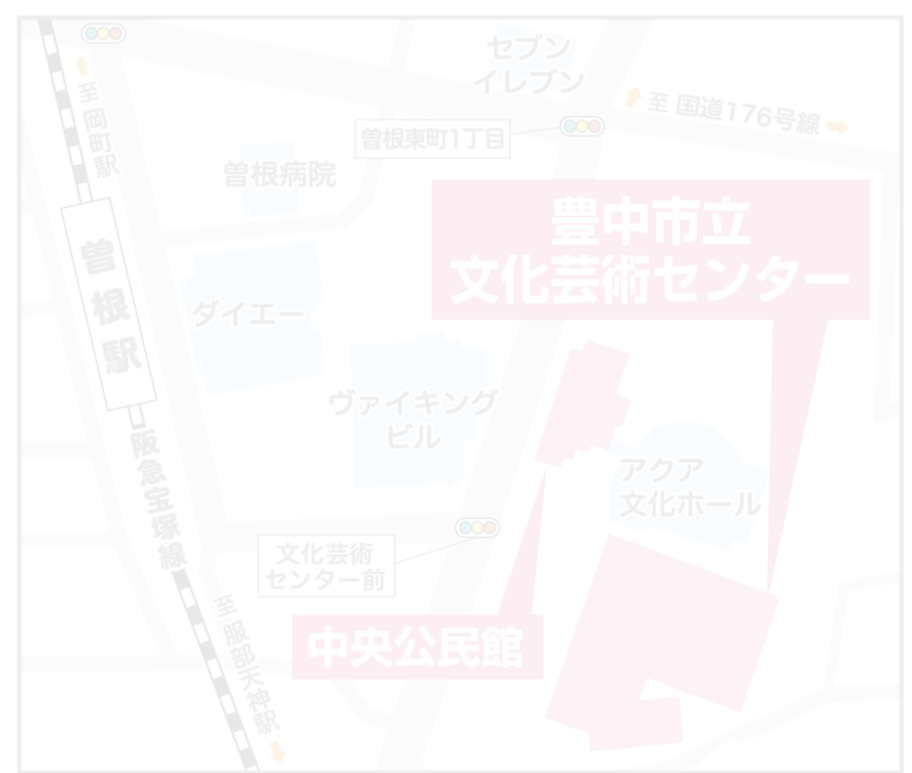 セブン
イレブン
至 国道176号線
至 岡町駅
曽根東町1丁目
曽根病院
豊中市立
文化芸術センター
曽根駅
ダイエー
ヴァイキング
ビル
アクア
文化ホール
阪急宝塚線
文化芸術
センター前
至 服部天神駅
中央公民館